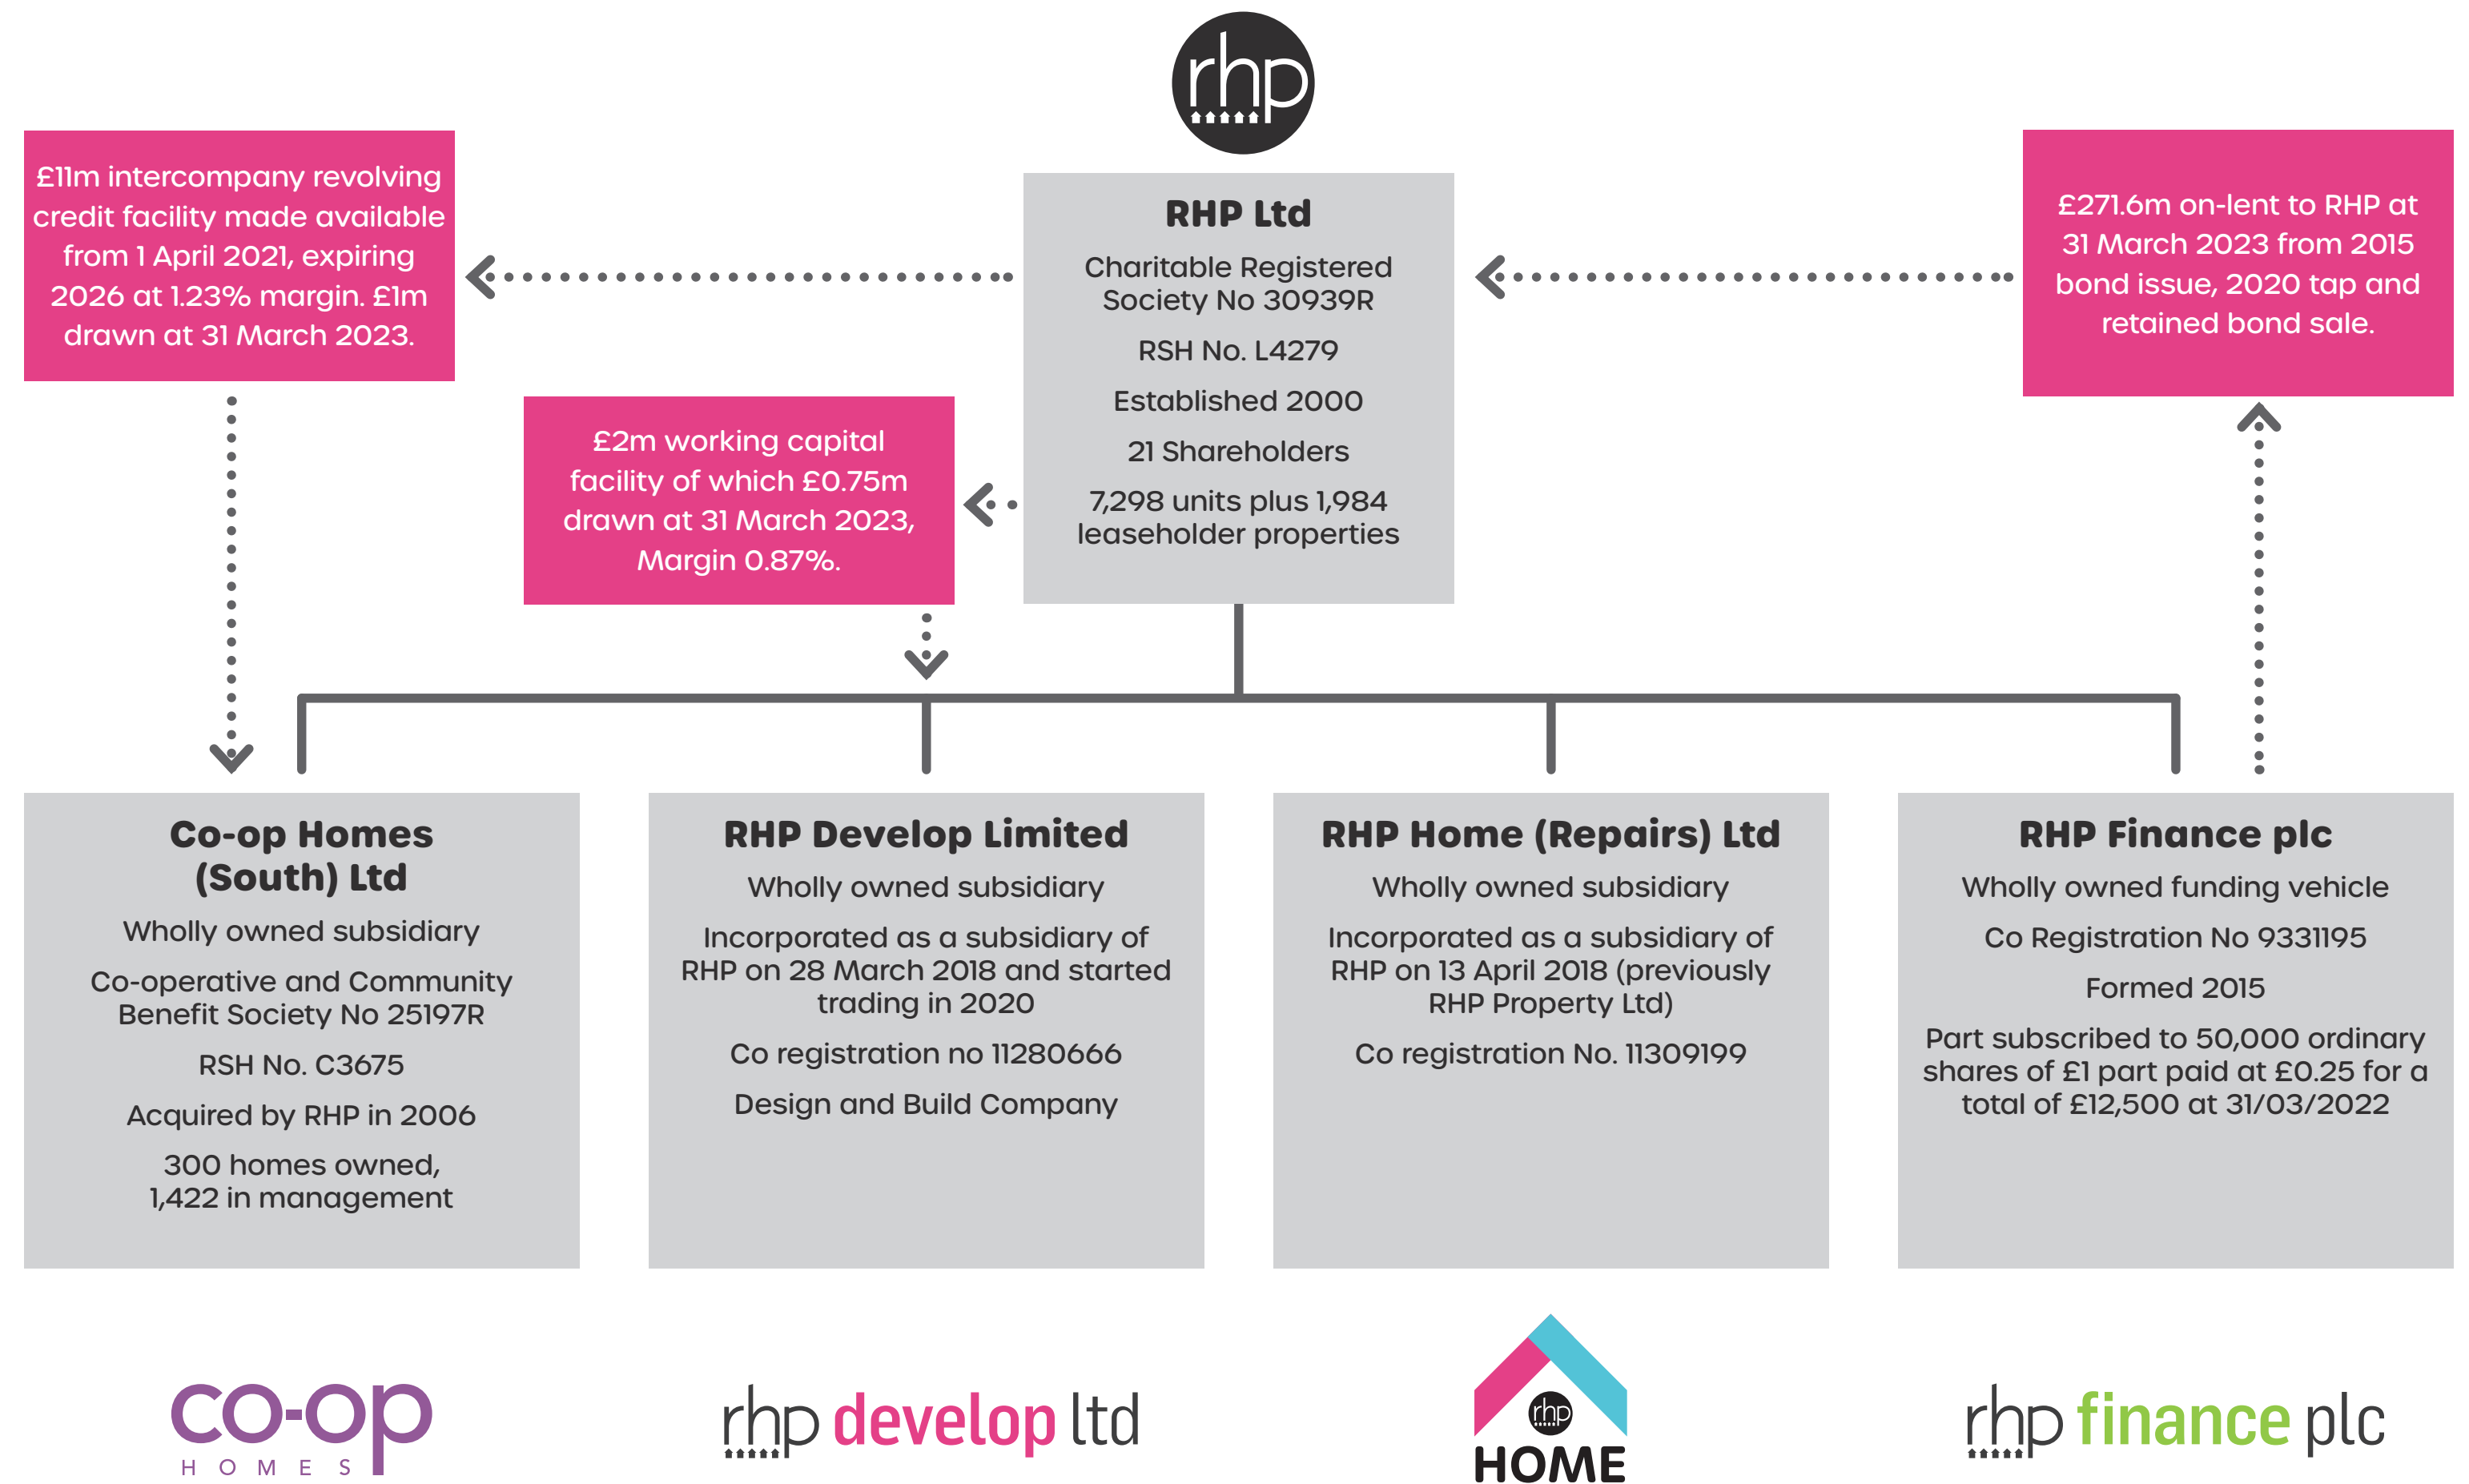 rhp
£11m intercompany revolving
credit facility made available
from 1 April 2021, expiring
2026 at 1.23% margin. £1m
drawn at 31 March 2023.
£2m working capital
facility of which £0.75m
drawn at 31 March 2023,
Margin 0.87%.
RHP Ltd
Charitable Registered
Society No 30939R
RSH No. L4279
Established 2000
21 Shareholders
7,298 units plus 1,984
leaseholder properties
£271.6m on-lent to RHP at
31 March 2023 from 2015
bond issue, 2020 tap and
retained bond sale.
Co-op Homes
(South) Ltd
Wholly owned subsidiary
Co-operative and Community
Benefit Society No 25197R
RSH No. C3675
Acquired by RHP in 2006
300 homes owned,
1,422 in management
RHP Develop Limited
Wholly owned subsidiary
Incorporated as a subsidiary of
RHP on 28 March 2018 and started
trading in 2020
Co registration no 11280666
Design and Build Company
RHP Home (Repairs) Ltd
Wholly owned subsidiary
Incorporated as a subsidiary of
RHP on 13 April 2018 (previously
RHP Property Ltd)
Co registration No. 11309199
RHP Finance plc
Wholly owned funding vehicle
Co Registration No 9331195
Formed 2015
Part subscribed to 50,000 ordinary
shares of £1 part paid at £0.25 for a
total of £12,500 at 31/03/2022
co-op
HOMES
rhp develop ltd
rhp
HOME
rhp finance plc